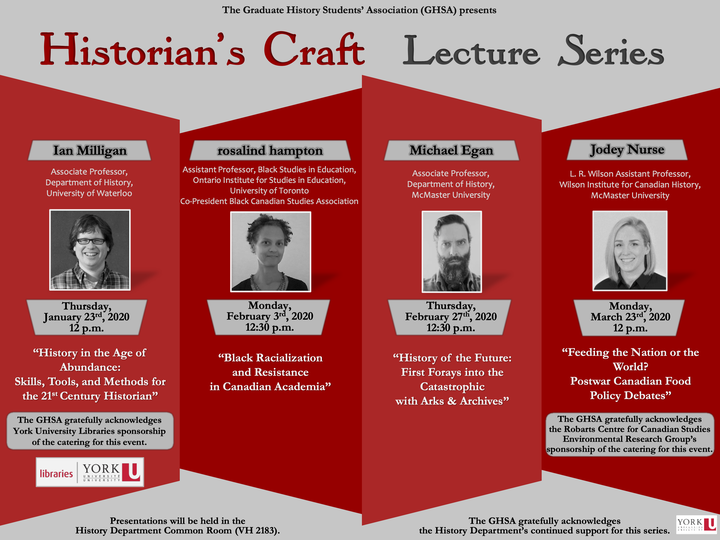 The Graduate History Students' Association (GHSA) presents
Historian's Craft Lecture Series
Ian Milligan
Associate Professor,
Department of History,
University of Waterloo
Thursday,
January 23rd, 2020
12 p.m.
“History in the Age of
Abundance:
Skills, Tools, and Methods for
the 21st Century Historian”
The GHSA gratefully acknowledges
York University Libraries sponsorship
of the catering for this event.
libraries
YORK U
UNIVERSITÉ
UNIVERSITY
rosalind hampton
Assistant Professor, Black Studies in Education,
Ontario Institute for Studies in Education,
University of Toronto
Co-President Black Canadian Studies Association
Monday,
February 3rd, 2020
12:30 p.m.
“Black Racialization
and Resistance
in Canadian Academia”
Michael Egan
Associate Professor,
Department of History,
McMaster University
Thursday,
February 27th, 2020
12:30 p.m.
“History of the Future:
First Forays into the
Catastrophic
with Arks & Archives”
Jodey Nurse
L. R. Wilson Assistant Professor,
Wilson Institute for Canadian History,
McMaster University
Monday,
March 23rd, 2020
12 p.m.
“Feeding the Nation or the
World?
Postwar Canadian Food
Policy Debates”
The GHSA gratefully acknowledges
the Robarts Centre for Canadian Studies
Environmental Research Group's
sponsorship of the catering for this event.
Presentations will be held in the
History Department Common Room (VH 2183).
The GHSA gratefully acknowledges
the History Department's continued support for this series.
YORK U